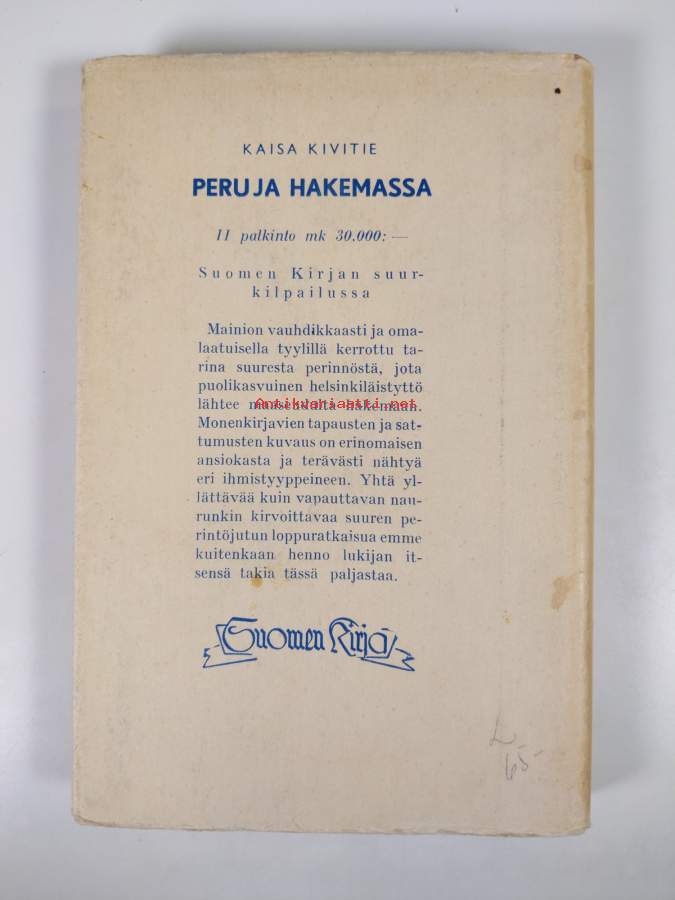 KAISA KIVITIE
PERUJA HAKEMASSA
II palkinto mk 30.000: —
Suomen Kirjan suur-
kilpailussa
Mainion vauhdikkaasti ja oma-
laatuisella tyylillä kerrottu ta-
rina suuresta perinnöstä, jota
puolikasvuinen helsinkiläistyttö
lähtee hakemaan.
Antikvariaatti.net
Monenkirjavien tapausten ja sat-
tumusten kuvaus on erinomaisen
ansiokasta ja terävästi nähtyä
eri ihmistyyppeineen. Yhtä yl-
lättävää kuin vapauttavan nau-
runkin kirvoittavaa suuren pe-
rintöjutun loppuratkaisua emme
kuitenkaan henno lukijan it-
sensä takia tässä paljastaa.
Suomen Kirja
65-